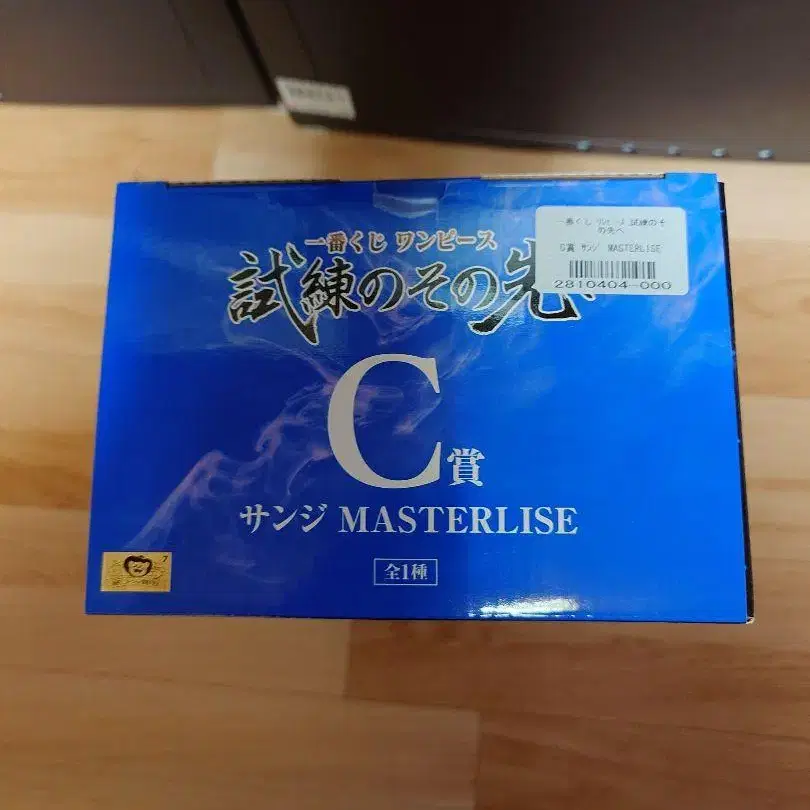 一番くじ ワンピース
試練のその先
一番くじ ワンピース 試練のそ
の先へ
C賞 サンジ MASTERLISE
2810404-000
C賞
サンジ MASTERLISE
全1種
7